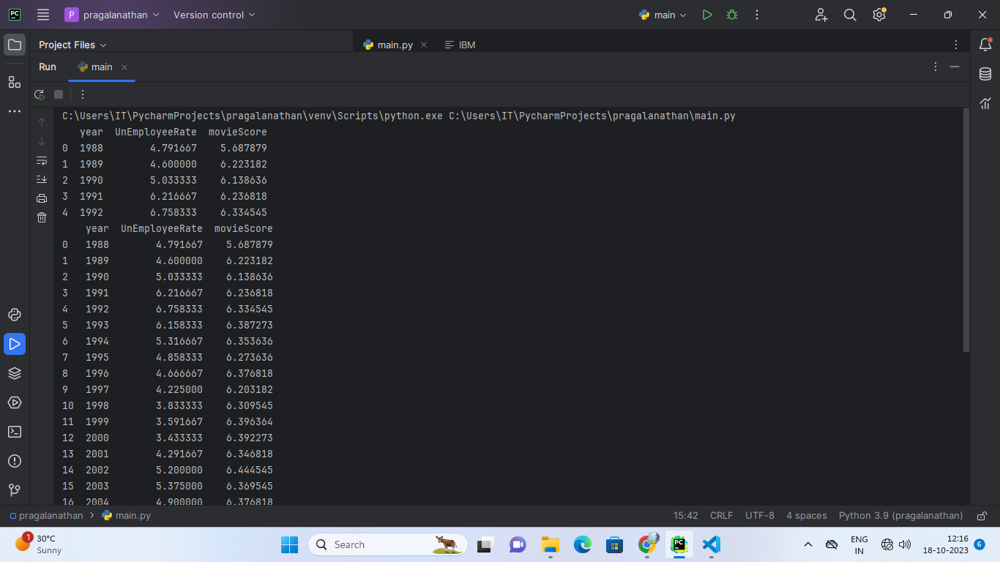 PC P pragalanathan Version control main
Project Files main.py IBM
Run main
C:\Users\IT\PycharmProjects\pragalanathan\venv\Scripts\python.exe C:\Users\IT\PycharmProjects\pragalanathan\main.py
year UnEmployeeRate movieScore
0 1988 4.791667 5.687879
1 1989 4.600000 6.223182
2 1990 5.033333 6.138636
3 1991 6.216667 6.236818
4 1992 6.758333 6.334545
year UnEmployeeRate movieScore
0 1988 4.791667 5.687879
1 1989 4.600000 6.223182
2 1990 5.033333 6.138636
3 1991 6.216667 6.236818
4 1992 6.758333 6.334545
5 1993 6.158333 6.387273
6 1994 5.316667 6.353636
7 1995 4.858333 6.273636
8 1996 4.666667 6.376818
9 1997 4.225000 6.203182
10 1998 3.833333 6.309545
11 1999 3.591667 6.396364
12 2000 3.433333 6.392273
13 2001 4.291667 6.346818
14 2002 5.200000 6.444545
15 2003 5.375000 6.369545
16 2004 4.900000 6.376818
pragalanathan main.py 15:42 CRLF UTF-8 4 spaces Python 3.9 (pragalanathan)
1 30°C
Sunny
Search
PC
ENG
IN
12:16
18-10-2023
6